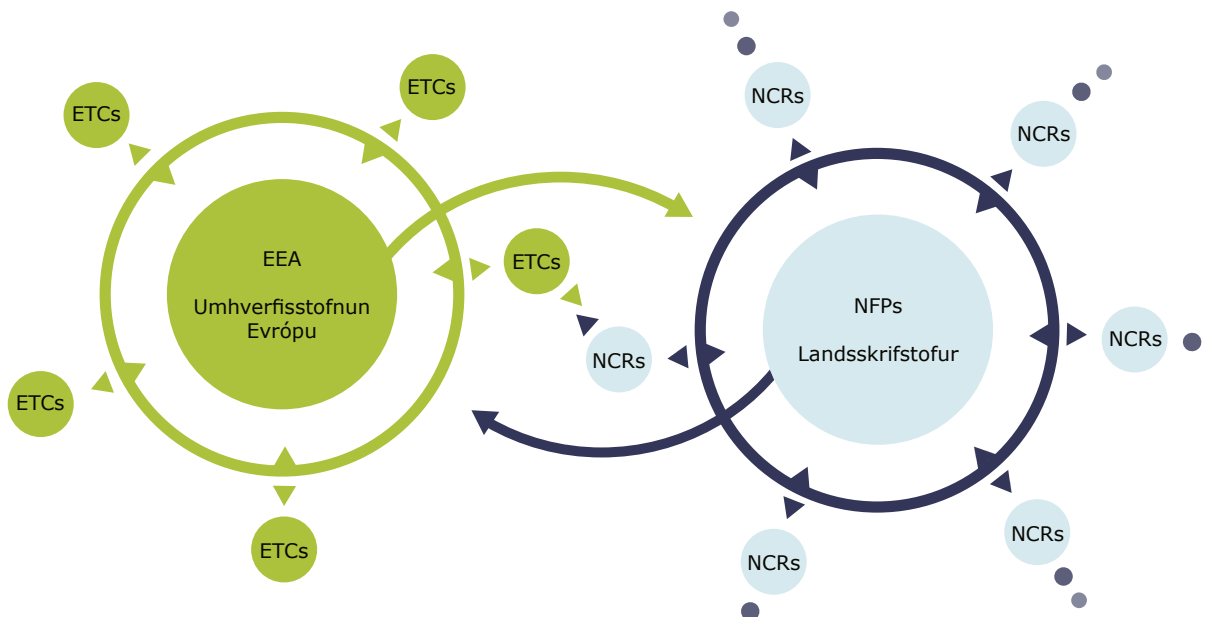 ETCs
ETCs
EEA
Umhverfisstofnun
Evrópu
ETCs
ETCs
ETCs
NCRs
NCRs
NCRs
NFPs
Landsskrifstofur
NCRs
NCRs
NCRs